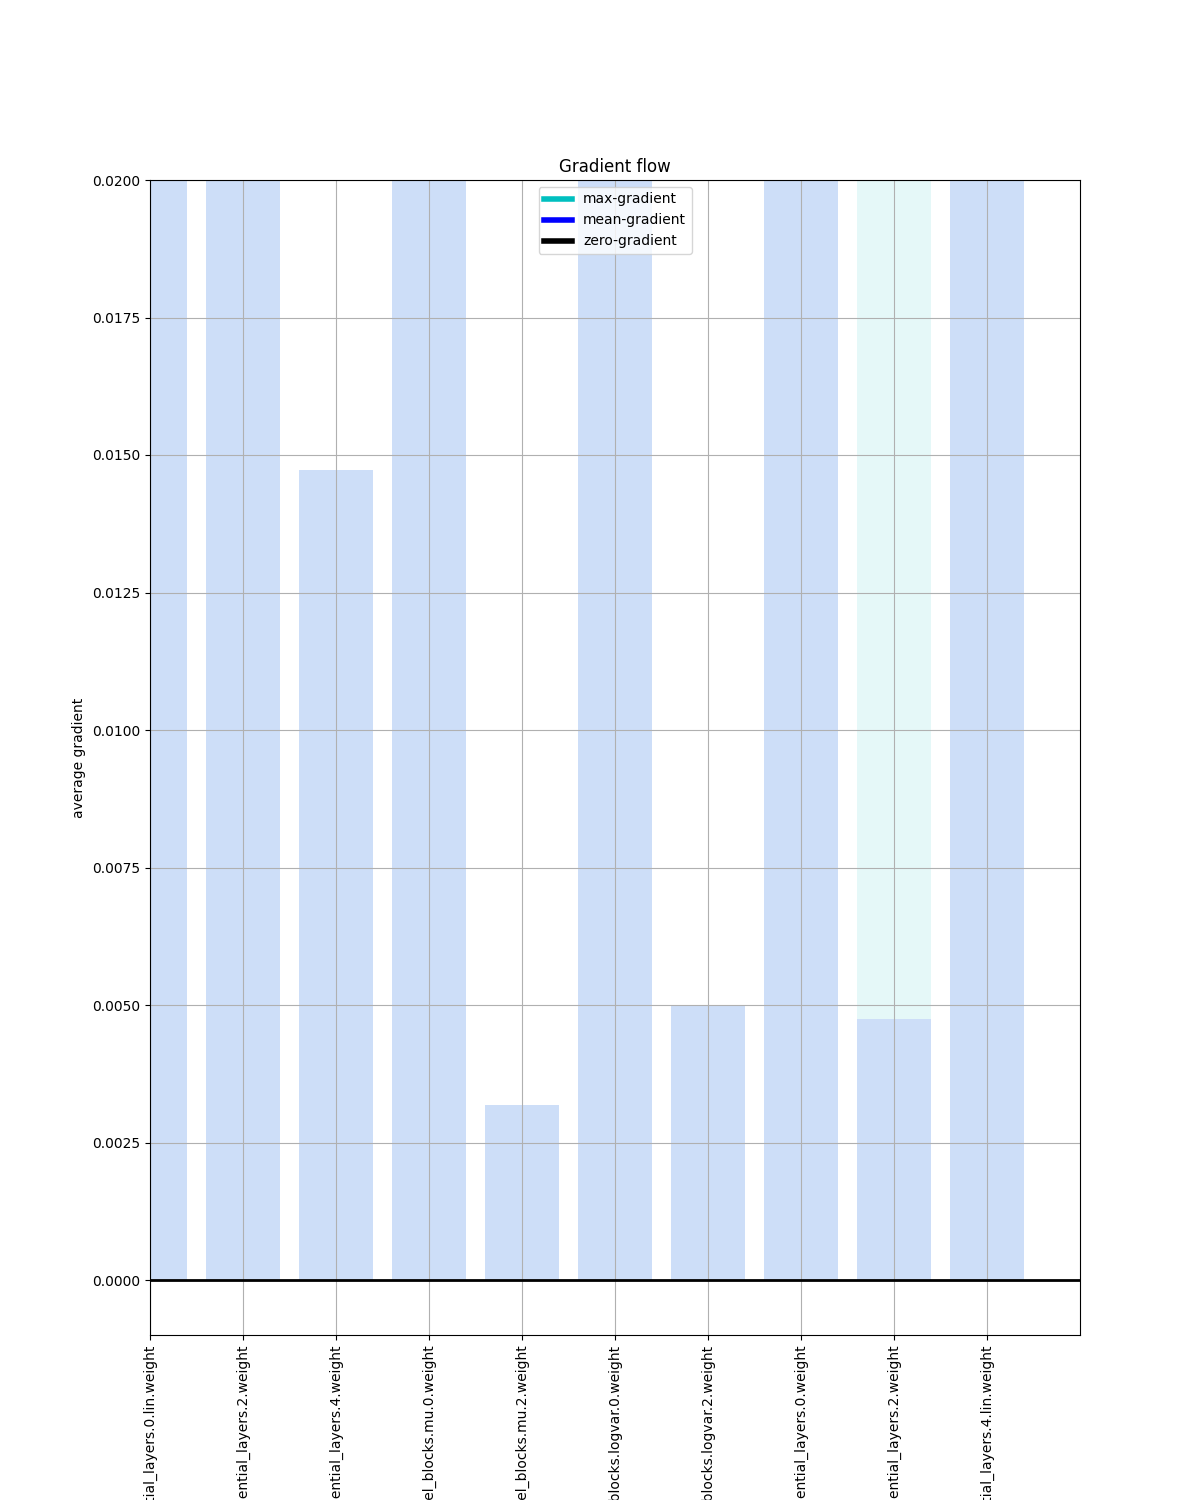 Gradient flow
max-gradient
mean-gradient
zero-gradient
0.0200
0.0175
0.0150
0.0125
0.0100
0.0075
0.0050
0.0025
0.0000
average gradient
tial_layers.0.lin.weight
ential_layers.2.weight
ential_layers.4.weight
el_blocks.mu.0.weight
el_blocks.mu.2.weight
blocks.logvar.0.weight
blocks.logvar.2.weight
ential_layers.0.weight
ential_layers.2.weight
tial_layers.4.lin.weight